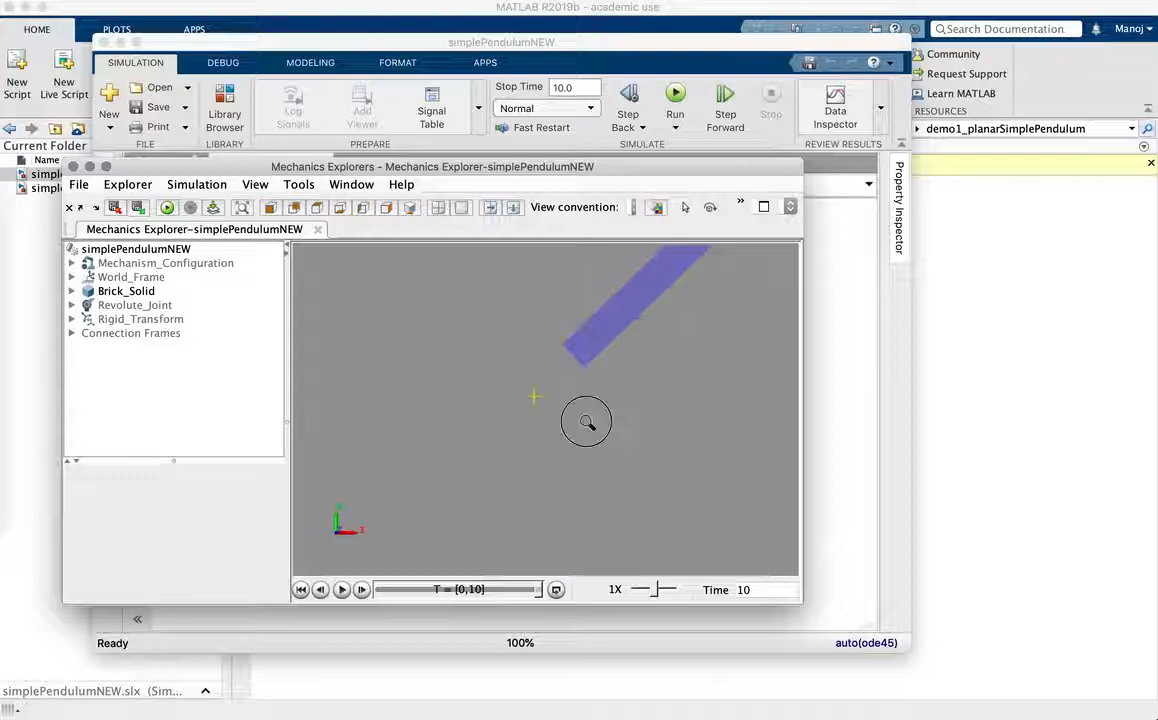 MATLAB R2019b - academic use
HOME PLOTS APPS
Search Documentation Manoj
simplePendulumNEW
SIMULATION DEBUG MODELING FORMAT APPS
New Script
New Live Script
New
Open
Save
Print
FILE
Library Browser
LIBRARY
Log Signals
Add Viewer
Signal Table
PREPARE
Stop Time 10.0
Normal
Fast Restart
Step Back
Run
Step Forward
Stop
SIMULATE
Data Inspector
REVIEW RESULTS
Community
Request Support
Learn MATLAB
RESOURCES
demo1_planarSimplePendulum
Current Folder
Name
simple
simple
Mechanics Explorers - Mechanics Explorer-simplePendulumNEW
File Explorer Simulation View Tools Window Help
View convention:
Mechanics Explorer-simplePendulumNEW
simplePendulumNEW
Mechanism_Configuration
World_Frame
Brick_Solid
Revolute_Joint
Rigid_Transform
Connection Frames
Property Inspector
T = [0,10]
1X Time 10
Ready 100% auto(ode45)
simplePendulumNEW.slx (Sim...